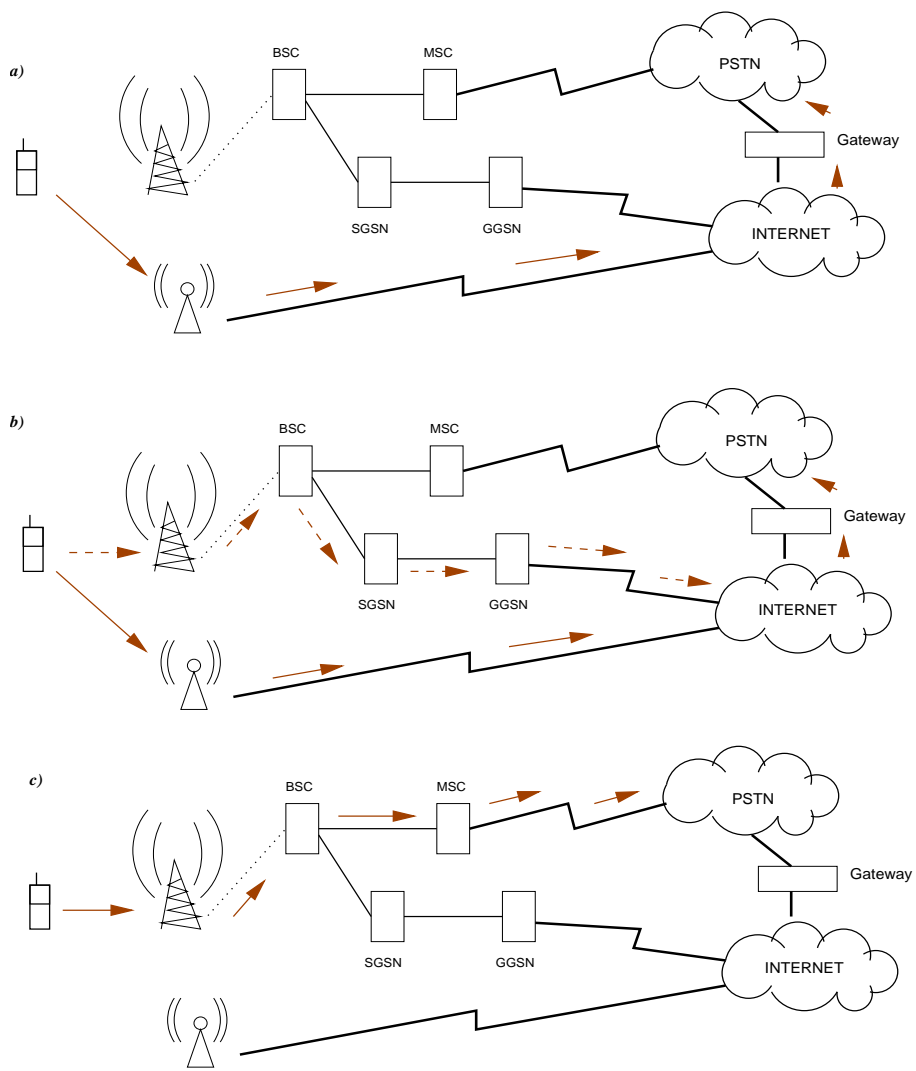 a)
BSC
MSC
PSTN
Gateway
SGSN
GGSN
INTERNET
b)
BSC
MSC
PSTN
Gateway
SGSN
GGSN
INTERNET
c)
BSC
MSC
PSTN
Gateway
SGSN
GGSN
INTERNET